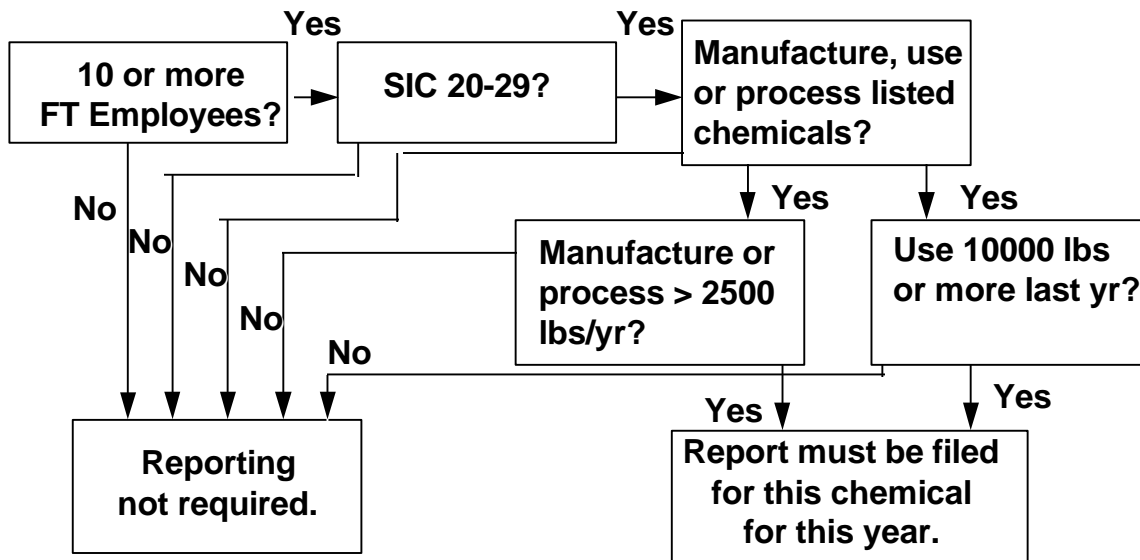 Yes
Yes
10 or more
FT Employees?
SIC 20-29?
Manufacture, use
or process listed
chemicals?
No
No
No
No
No
Yes
Yes
Manufacture or
process > 2500
lbs/yr?
Use 10000 lbs
or more last yr?
Yes
Yes
Reporting
not required.
Report must be filed
for this chemical
for this year.